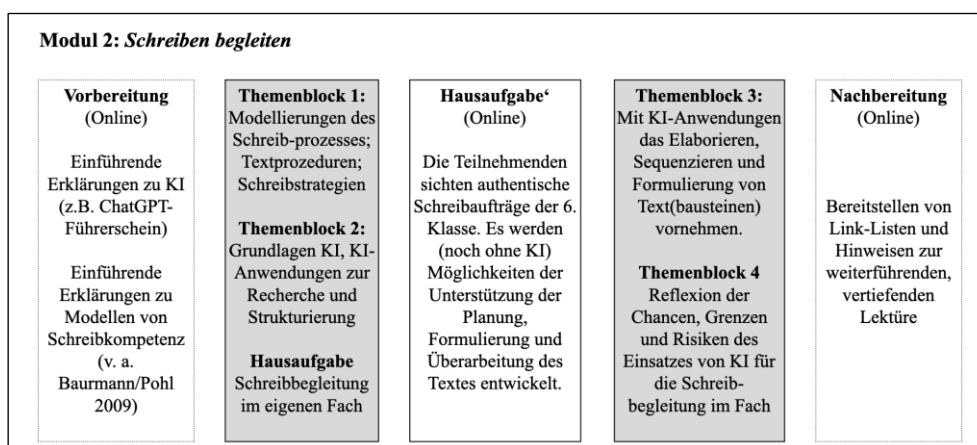 Modul 2: Schreiben begleiten
Vorbereitung
(Online)
Einführende
Erklärungen zu KI
(z.B. ChatGPT-
Führerschein)
Einführende
Erklärungen zu
Modellen von
Schreibkompetenz
(v. a.
Baurmann/Pohl
2009)
Themenblock 1:
Modellierungen des
Schreib-prozesses;
Textprozeduren;
Schreibstrategien
Themenblock 2:
Grundlagen KI, KI-
Anwendungen zur
Recherche und
Strukturierung
Hausaufgabe
Schreibbegleitung
im eigenen Fach
Hausaufgabe‘
(Online)
Die Teilnehmenden
sichten authentische
Schreibaufträge der 6.
Klasse. Es werden
(noch ohne KI)
Möglichkeiten der
Unterstützung der
Planung,
Formulierung und
Überarbeitung des
Textes entwickelt.
Themenblock 3:
Mit KI-Anwendungen
das Elaborieren,
Sequenzieren und
Formulierung von
Text(bausteinen)
vornehmen.
Themenblock 4
Reflexion der
Chancen, Grenzen
und Risiken des
Einsatzes von KI für
die Schreib-
begleitung im Fach
Nachbereitung
(Online)
Bereitstellen von
Link-Listen und
Hinweisen zur
weiterführenden,
vertiefenden
Lektüre